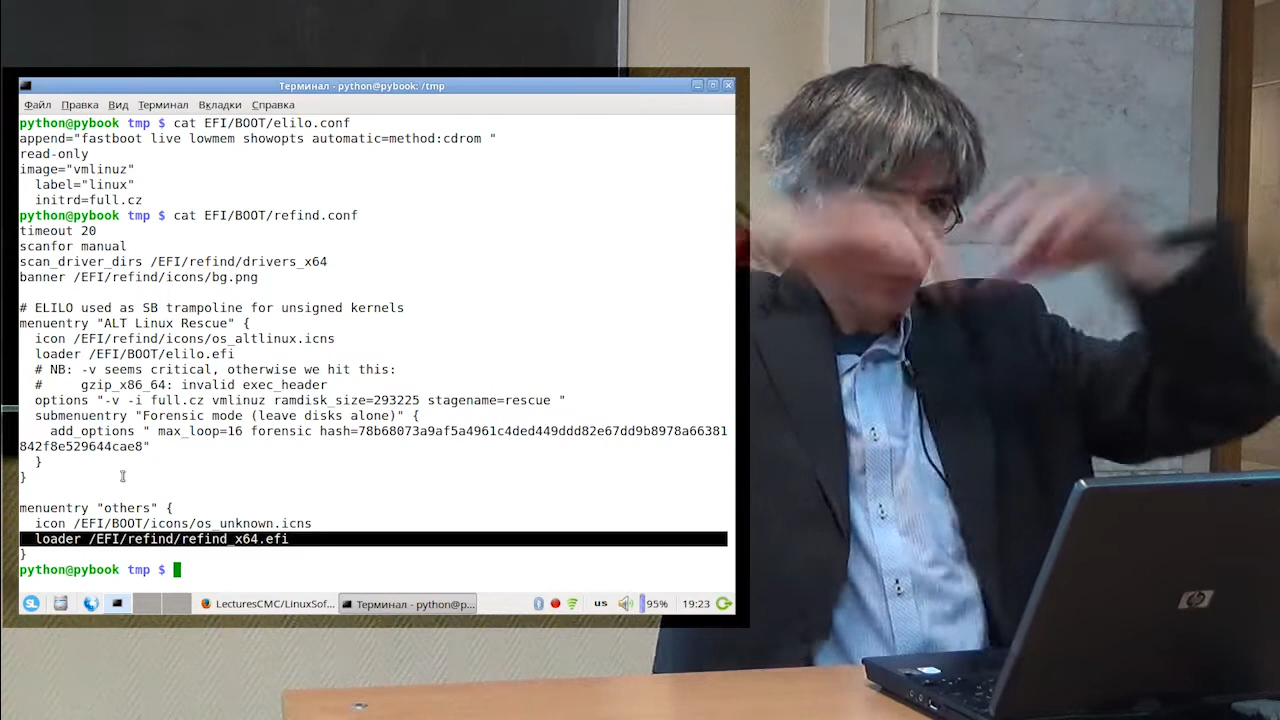 Терминал - python@pybook: /tmp
Файл Правка Вид Терминал Вкладки Справка
python@pybook tmp $ cat EFI/BOOT/elilo.conf
append="fastboot live lowmem showopts automatic=method:cdrom "
read-only
image="vmlinuz"
  label="linux"
  initrd=full.cz
python@pybook tmp $ cat EFI/BOOT/refind.conf
timeout 20
scanfor manual
scan_driver_dirs /EFI/refind/drivers_x64
banner /EFI/refind/icons/bg.png
# ELILO used as SB trampoline for unsigned kernels
menuentry "ALT Linux Rescue" {
  icon /EFI/refind/icons/os_altlinux.icns
  loader /EFI/BOOT/elilo.efi
  # NB: -v seems critical, otherwise we hit this:
  #     gzip_x86_64: invalid exec_header
  options "-v -i full.cz vmlinuz ramdisk_size=293225 stagename=rescue "
  submenuentry "Forensic mode (leave disks alone)" {
    add_options " max_loop=16 forensic hash=78b68073a9af5a4961c4ded449ddd82e67dd9b8978a66381
842f8e529644cae8"
  }
}
menuentry "others" {
  icon /EFI/BOOT/icons/os_unknown.icns
  loader /EFI/refind/refind_x64.efi
}
python@pybook tmp $
SL LecturesCMC/LinuxSof... Терминал - python@p... us 95% 19:23
hp